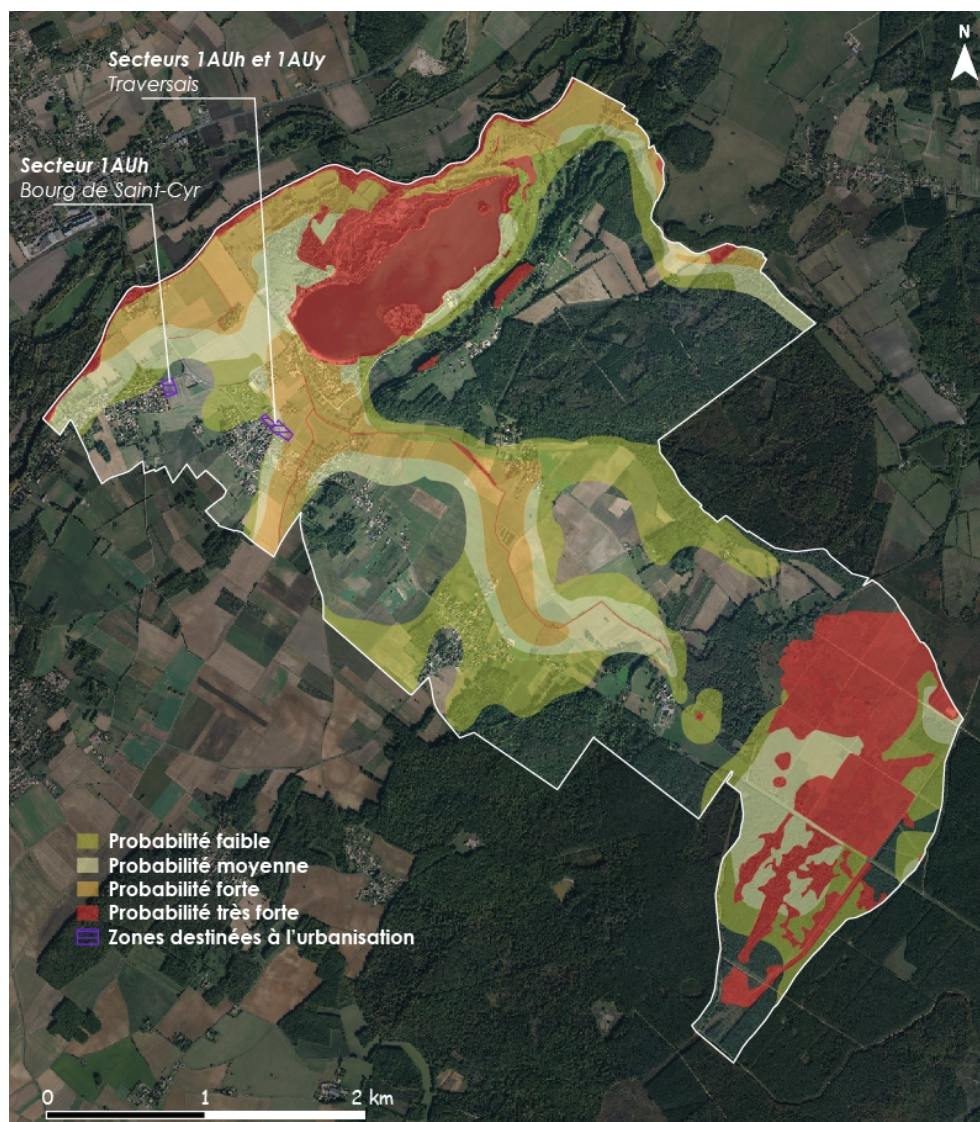 N
Secteurs 1AUh et 1AUy
Traversais
Secteur 1AUh
Bourg de Saint-Cyr
Probabilité faible
Probabilité moyenne
Probabilité forte
Probabilité très forte
Zones destinées à l'urbanisation
0 1 2 km